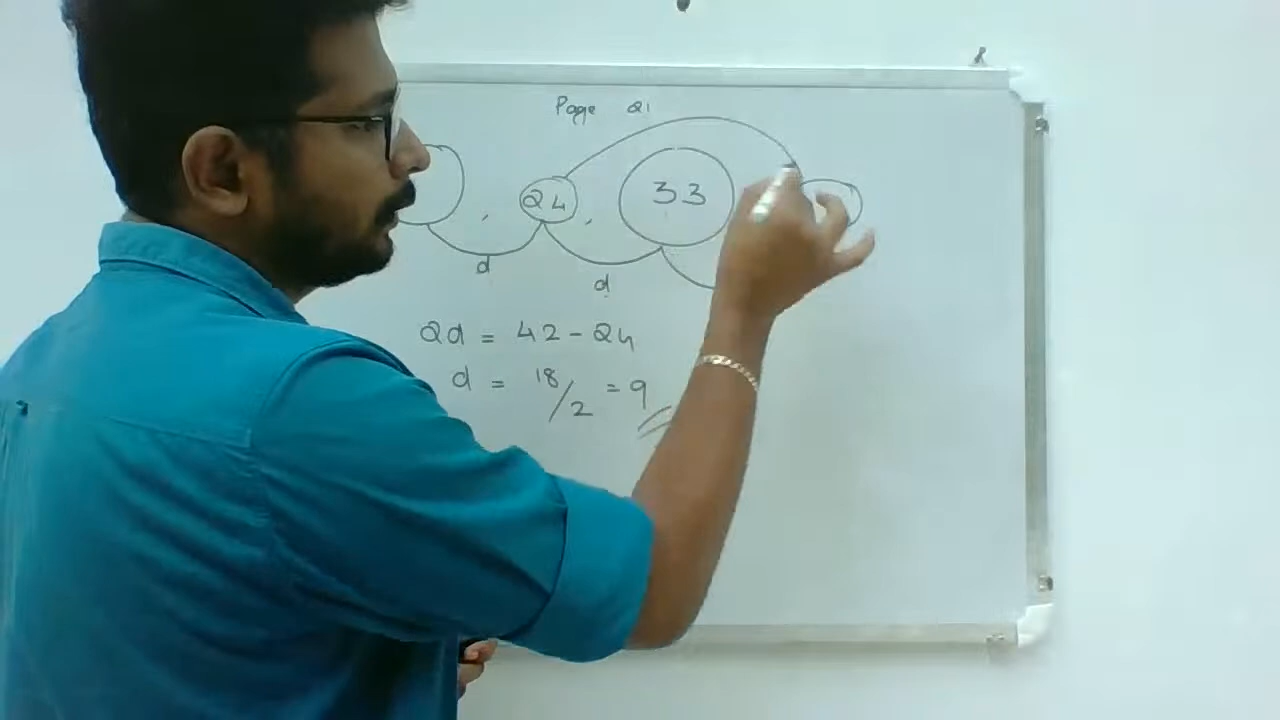 Page 21
24 , 33
d d
2d = 42 - 24
d = 18/2 = 9